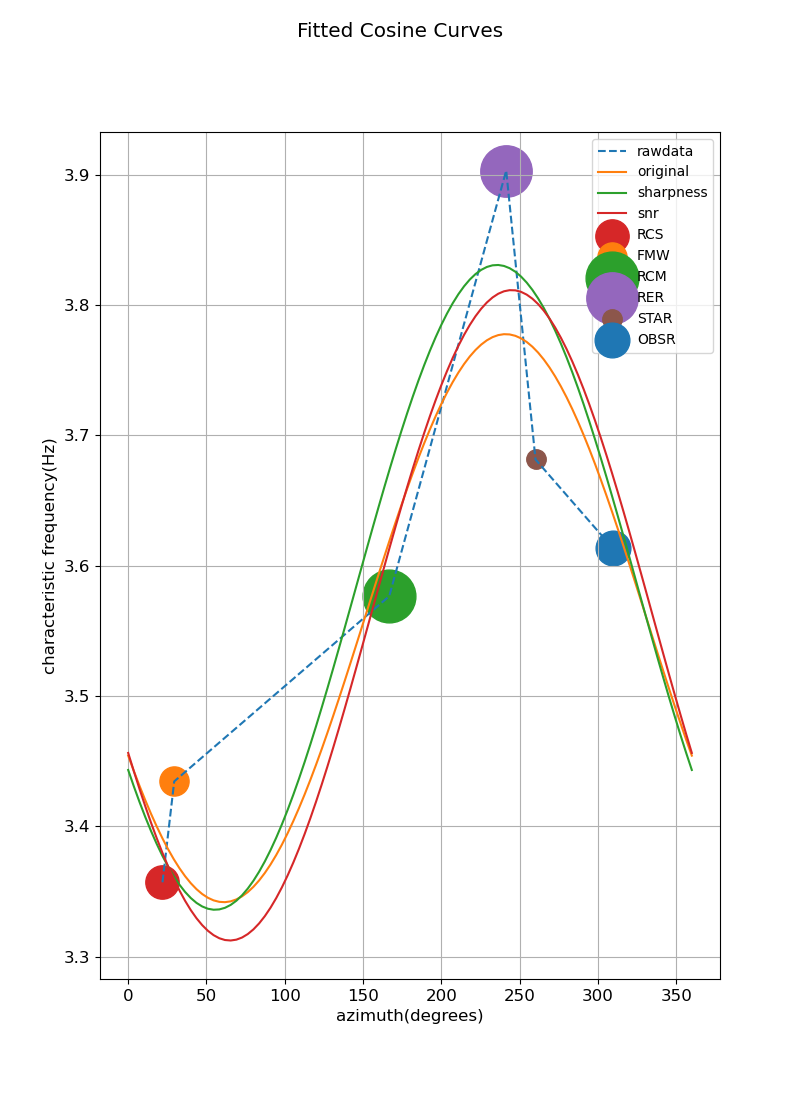 Fitted Cosine Curves
3.9
3.8
3.7
3.6
3.5
3.4
3.3
characteristic frequency(Hz)
rawdata
original
sharpness
snr
RCS
FMW
RCM
RER
STAR
OBSR
0 50 100 150 200 250 300 350
azimuth(degrees)